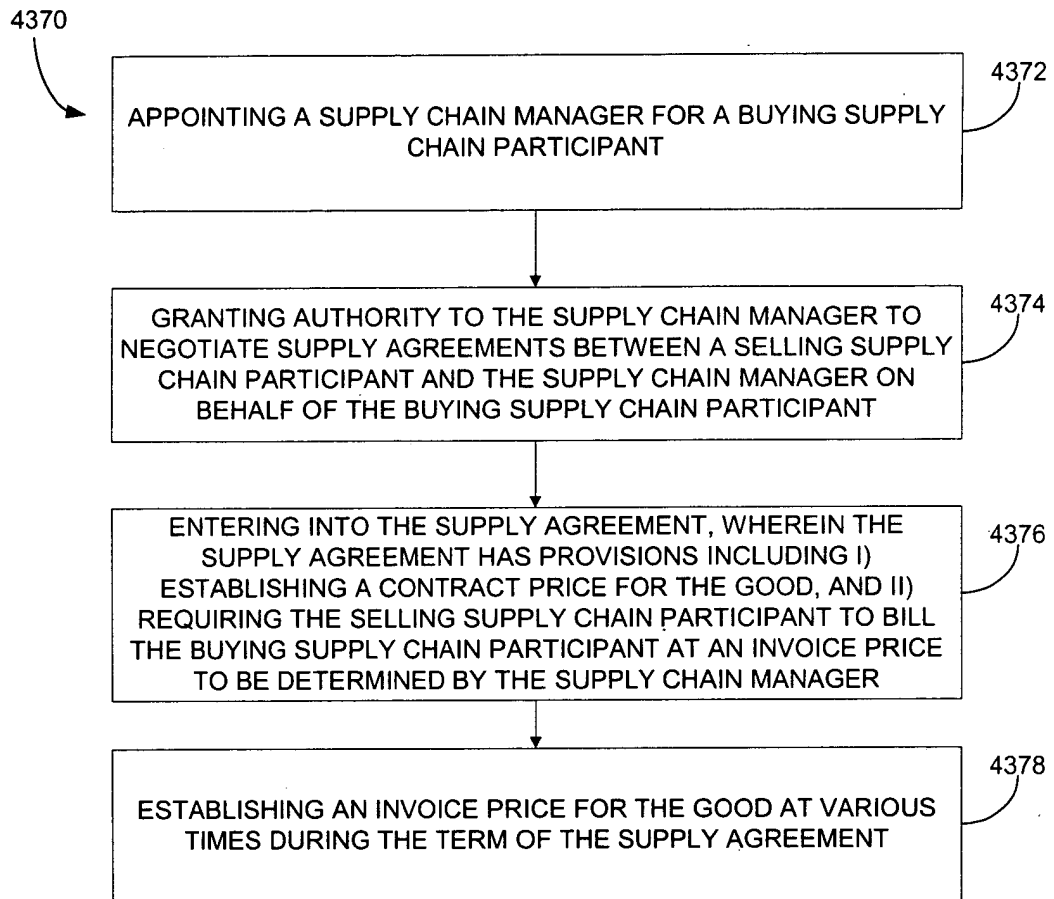 4370
4372
APPOINTING A SUPPLY CHAIN MANAGER FOR A BUYING SUPPLY
CHAIN PARTICIPANT
4374
GRANTING AUTHORITY TO THE SUPPLY CHAIN MANAGER TO
NEGOTIATE SUPPLY AGREEMENTS BETWEEN A SELLING SUPPLY
CHAIN PARTICIPANT AND THE SUPPLY CHAIN MANAGER ON
BEHALF OF THE BUYING SUPPLY CHAIN PARTICIPANT
4376
ENTERING INTO THE SUPPLY AGREEMENT, WHEREIN THE
SUPPLY AGREEMENT HAS PROVISIONS INCLUDING I)
ESTABLISHING A CONTRACT PRICE FOR THE GOOD, AND II)
REQUIRING THE SELLING SUPPLY CHAIN PARTICIPANT TO BILL
THE BUYING SUPPLY CHAIN PARTICIPANT AT AN INVOICE PRICE
TO BE DETERMINED BY THE SUPPLY CHAIN MANAGER
4378
ESTABLISHING AN INVOICE PRICE FOR THE GOOD AT VARIOUS
TIMES DURING THE TERM OF THE SUPPLY AGREEMENT